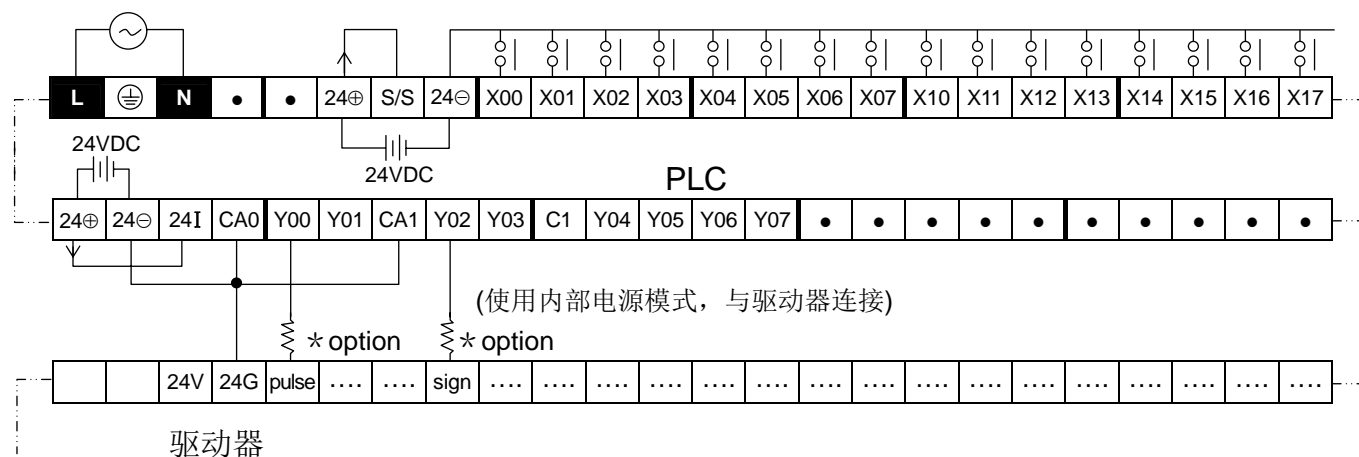 L ⏚ N ● ● 24⊕ S/S 24⊖ X00 X01 X02 X03 X04 X05 X06 X07 X10 X11 X12 X13 X14 X15 X16 X17
24VDC
24VDC
PLC
24⊕ 24⊖ 24I CA0 Y00 Y01 CA1 Y02 Y03 C1 Y04 Y05 Y06 Y07 ● ● ● ● ● ● ● ● ● ●
(使用内部电源模式，与驱动器连接)
＊option ＊option
24V 24G pulse .... .... sign .... .... .... .... .... .... .... .... .... .... .... .... .... .... .... ....
驱动器